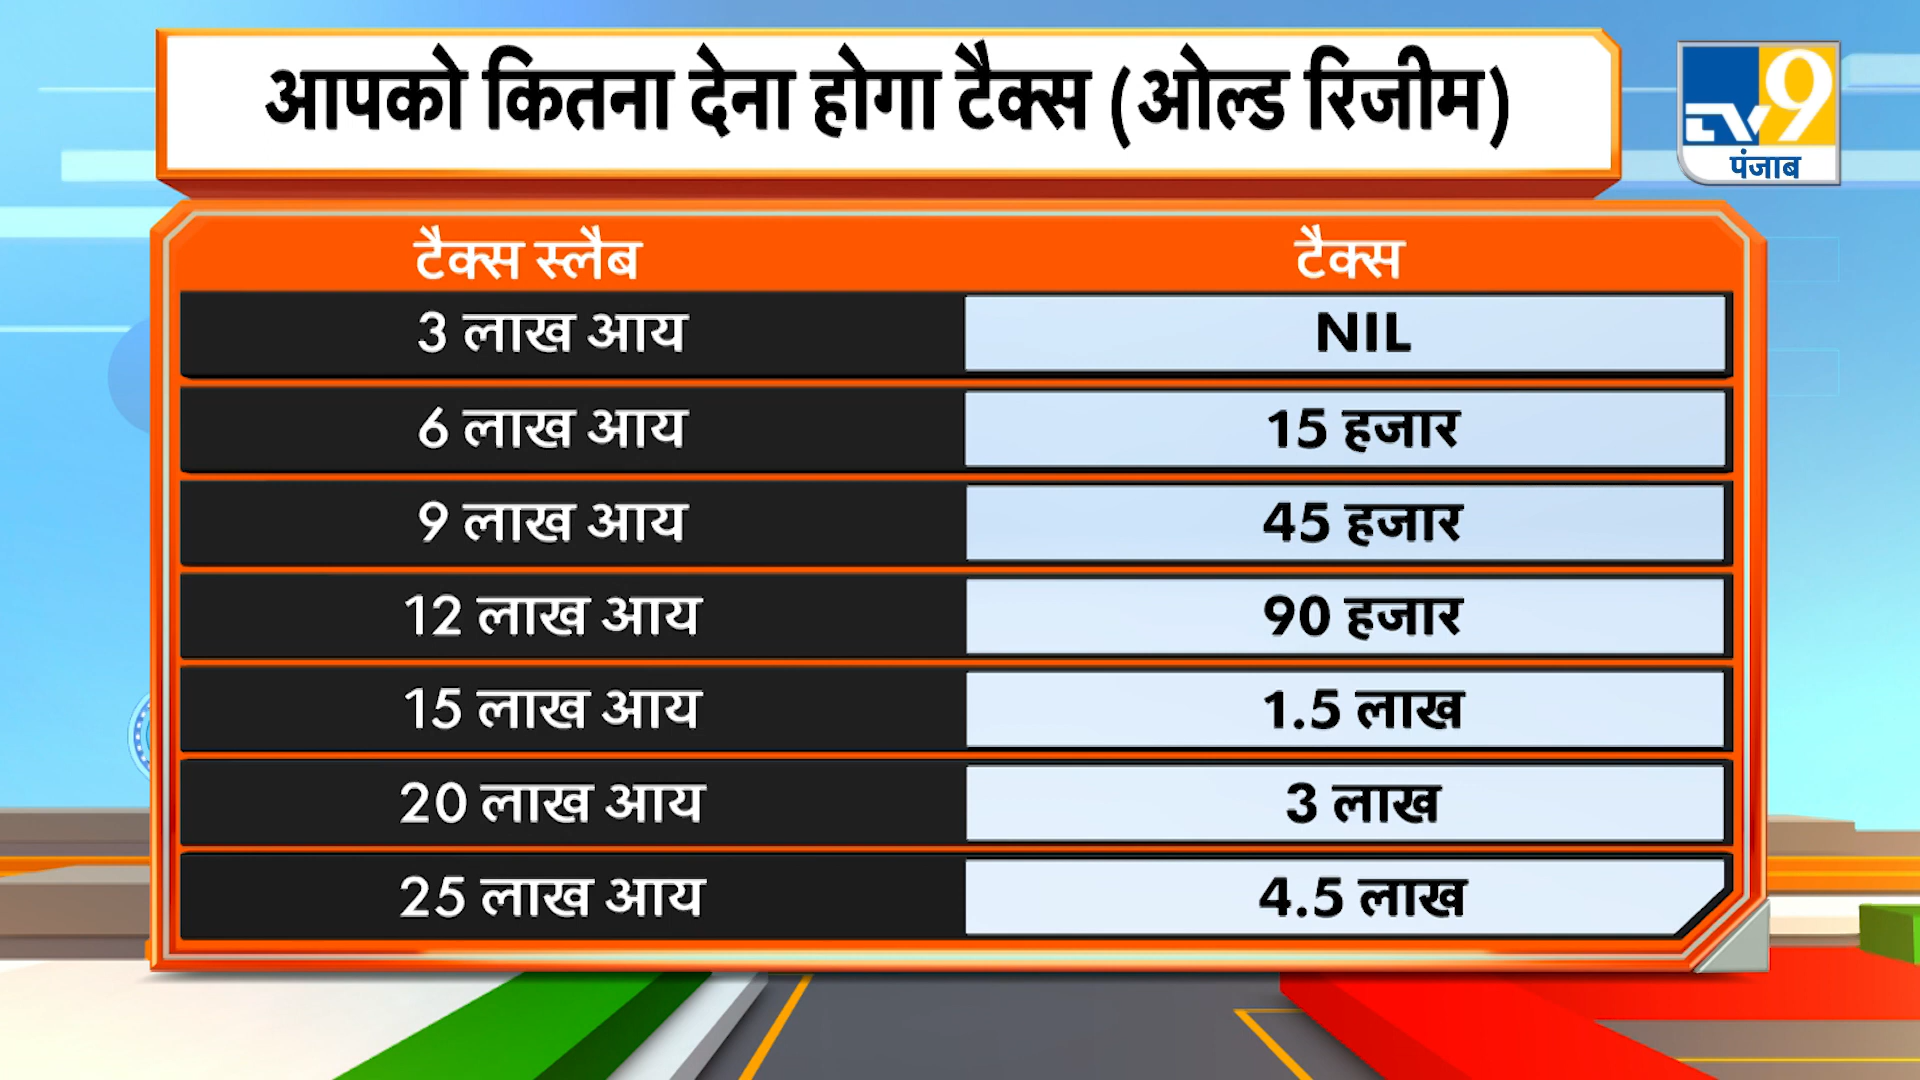 आपको कितना देना होगा टैक्स (ओल्ड रिजीम)
TV9
पंजाब
टैक्स स्लैब टैक्स
3 लाख आय NIL
6 लाख आय 15 हजार
9 लाख आय 45 हजार
12 लाख आय 90 हजार
15 लाख आय 1.5 लाख
20 लाख आय 3 लाख
25 लाख आय 4.5 लाख